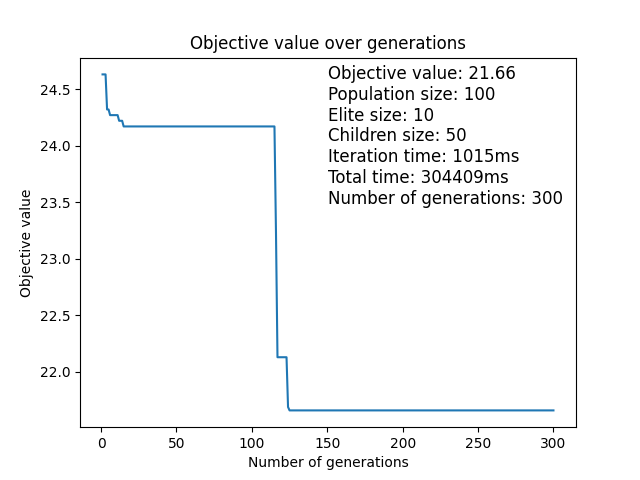 Objective value over generations
Objective value: 21.66
Population size: 100
Elite size: 10
Children size: 50
Iteration time: 1015ms
Total time: 304409ms
Number of generations: 300
Objective value
24.5
24.0
23.5
23.0
22.5
22.0
0 50 100 150 200 250 300
Number of generations